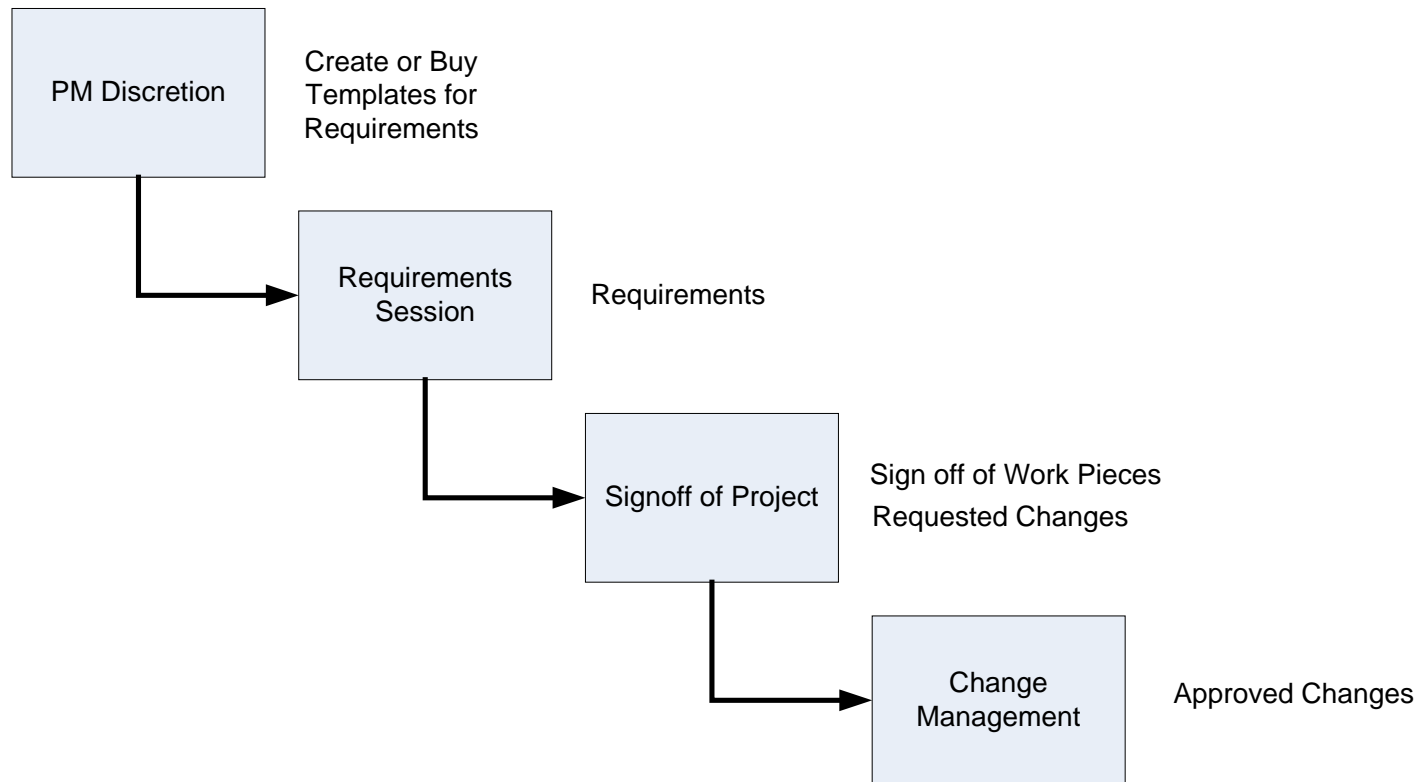 PM Discretion
Create or Buy
Templates for
Requirements
Requirements
Session
Requirements
Signoff of Project
Sign off of Work Pieces
Requested Changes
Change
Management
Approved Changes